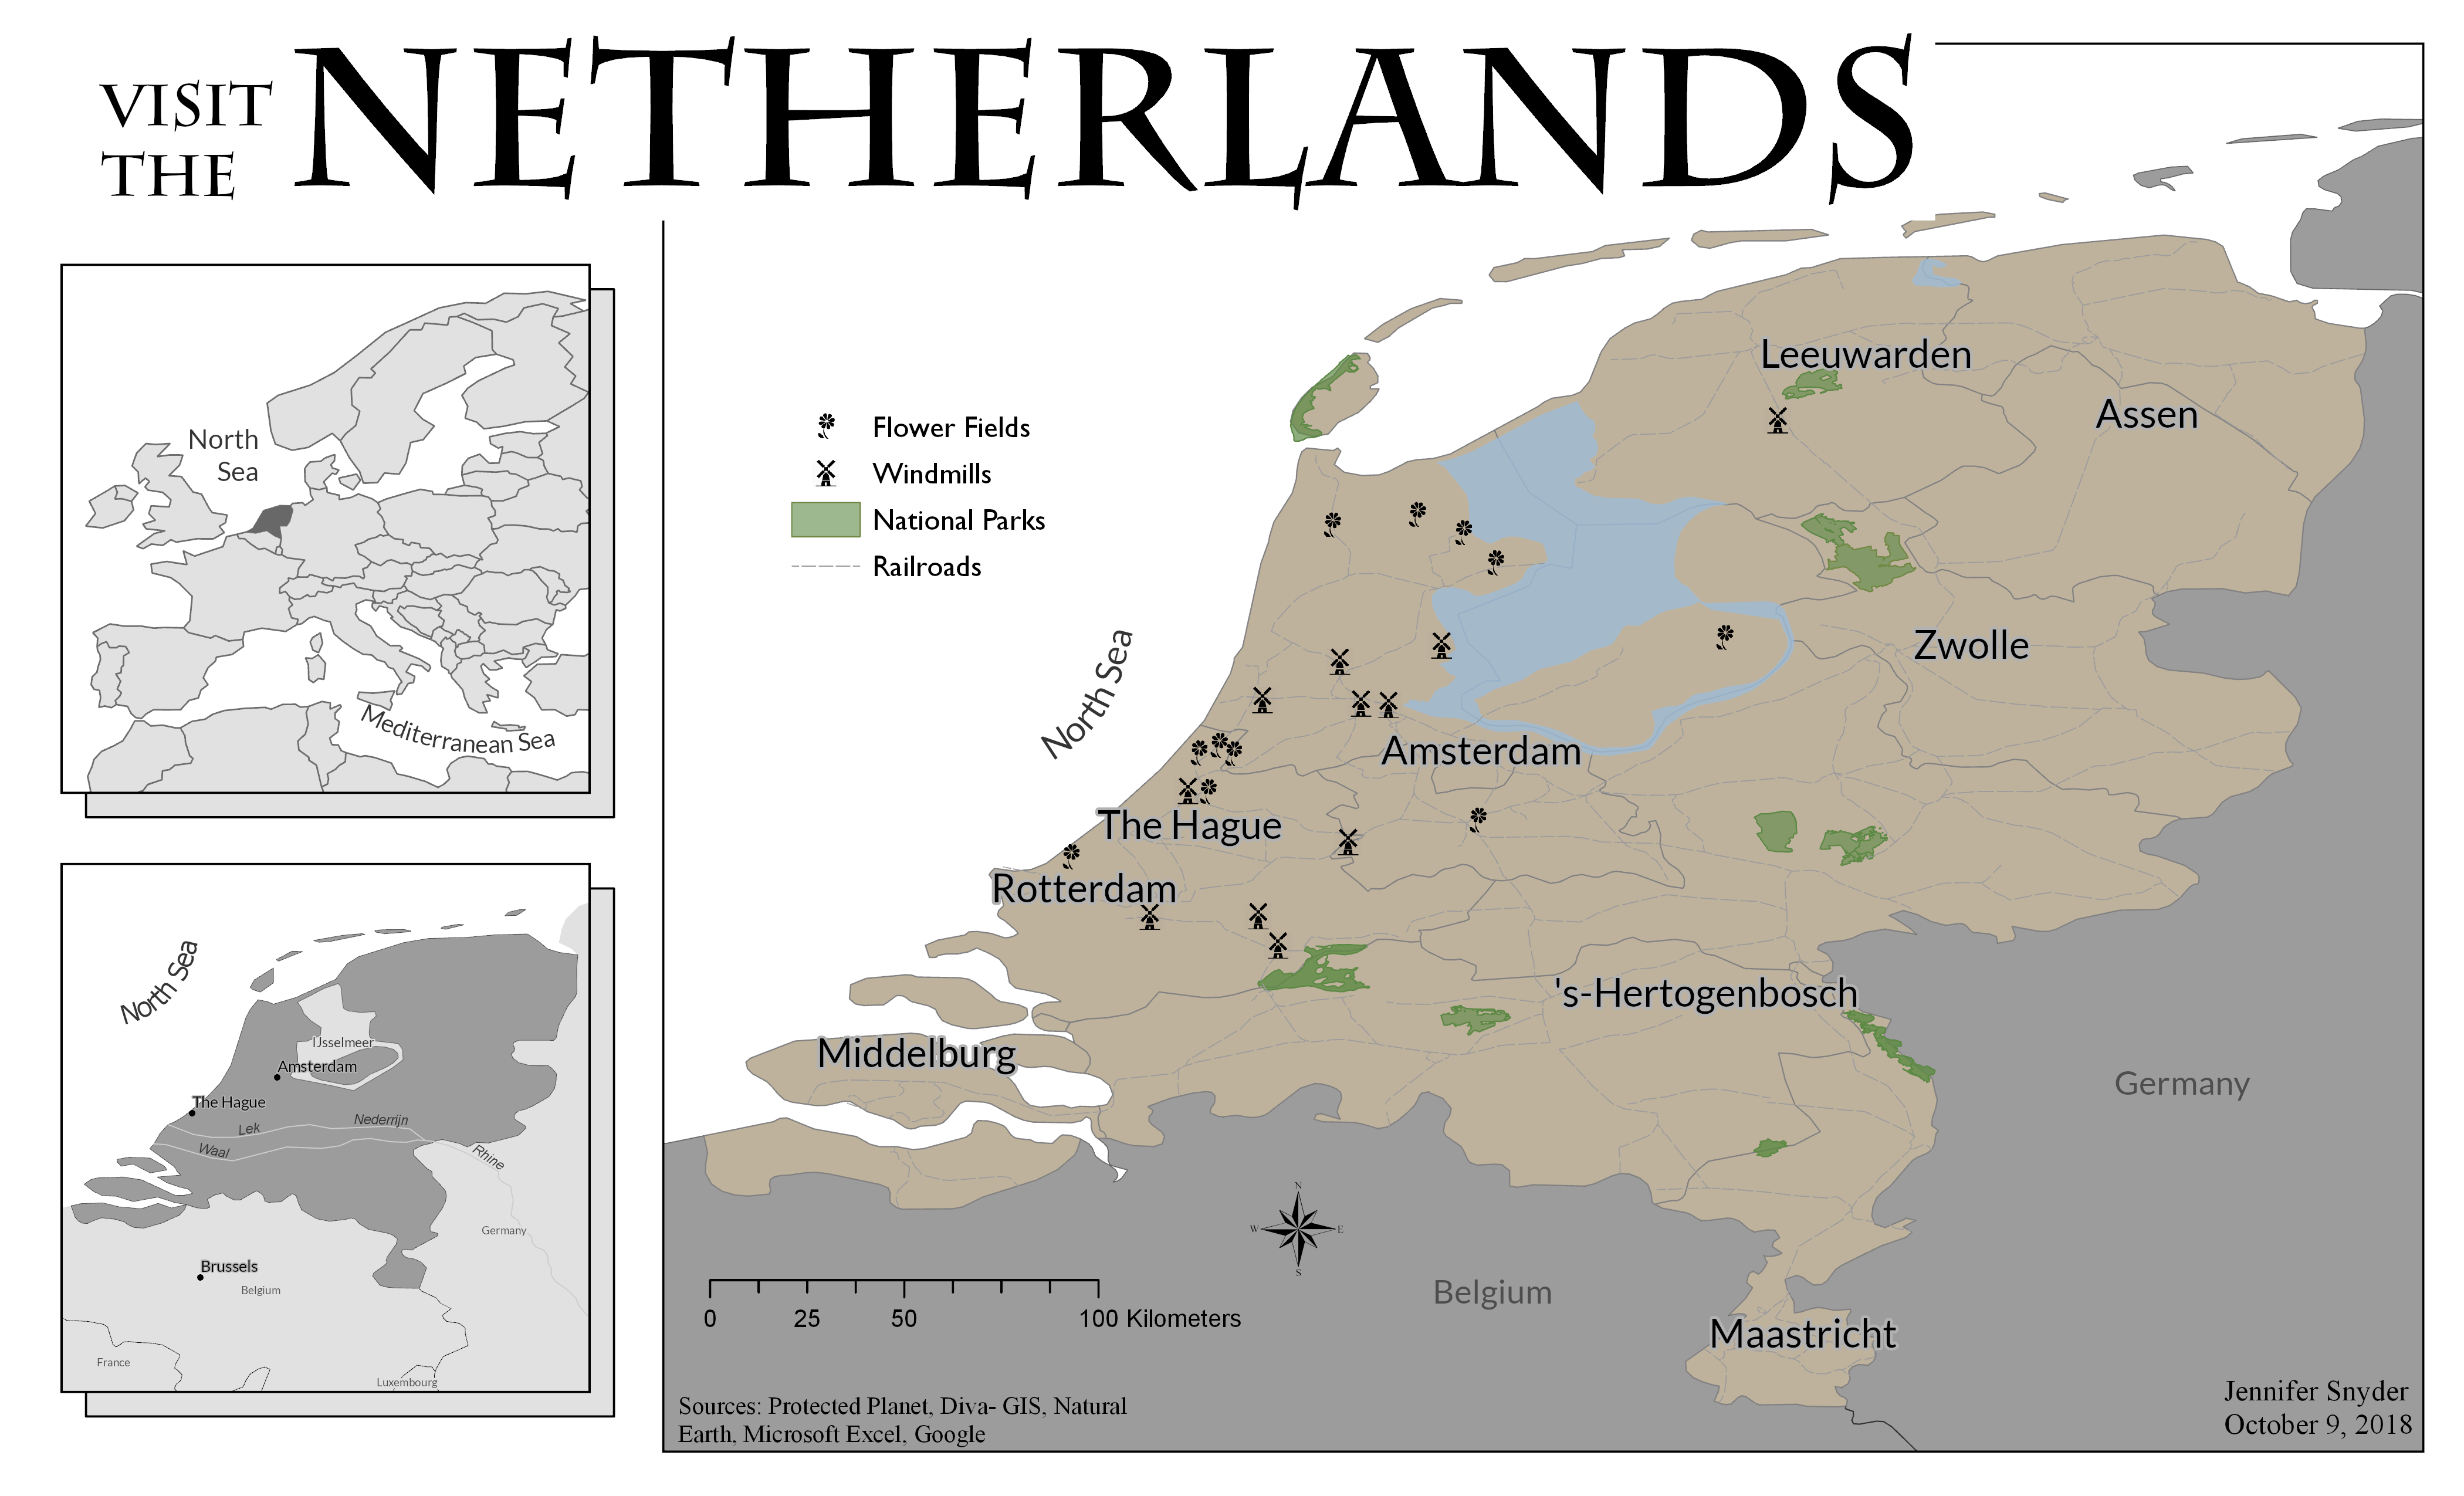 VISIT
THE
NETHERLANDS
North
Sea
Mediterranean Sea
North Sea
IJsselmeer
Amsterdam
The Hague
Lek
Nederrijn
Waal
Rhine
Germany
Brussels
Belgium
France
Luxembourg
Flower Fields
Windmills
National Parks
Railroads
North Sea
Leeuwarden
Assen
Zwolle
Amsterdam
The Hague
Rotterdam
's-Hertogenbosch
Middelburg
Germany
Belgium
Maastricht
N
W
E
S
0 25 50 100 Kilometers
Sources: Protected Planet, Diva- GIS, Natural
Earth, Microsoft Excel, Google
Jennifer Snyder
October 9, 2018